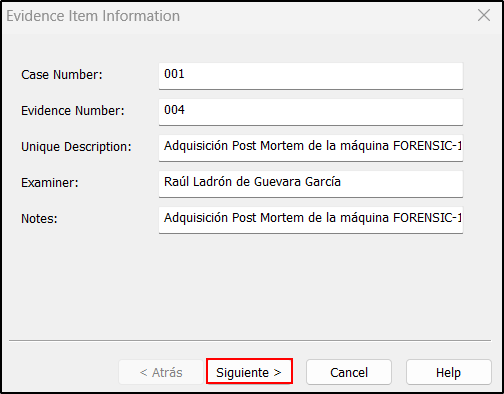 Evidence Item Information
Case Number: 001
Evidence Number: 004
Unique Description: Adquisición Post Mortem de la máquina FORENSIC-1
Examiner: Raúl Ladrón de Guevara García
Notes: Adquisición Post Mortem de la máquina FORENSIC-1
< Atrás Siguiente > Cancel Help